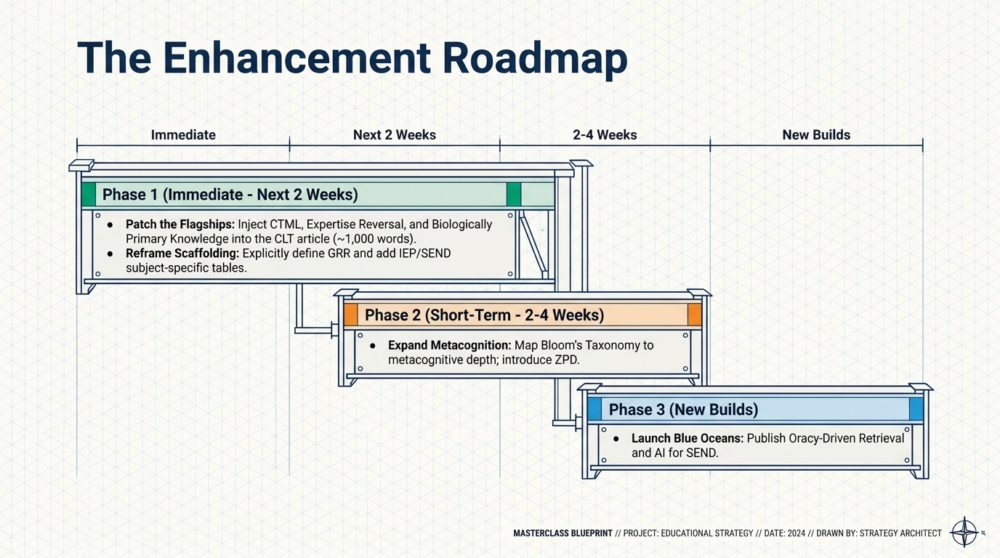 The Enhancement Roadmap
Immediate
Next 2 Weeks
2-4 Weeks
New Builds
Phase 1 (Immediate - Next 2 Weeks)
● Patch the Flagships: Inject CTML, Expertise Reversal, and Biologically
Primary Knowledge into the CLT article (~1,000 words).
● Reframe Scaffolding: Explicitly define GRR and add IEP/SEND
subject-specific tables.
Phase 2 (Short-Term - 2-4 Weeks)
● Expand Metacognition: Map Bloom's Taxonomy to
metacognitive depth; introduce ZPD.
Phase 3 (New Builds)
● Launch Blue Oceans: Publish Oracy-Driven Retrieval
and AI for SEND.
MASTERCLASS BLUEPRINT // PROJECT: EDUCATIONAL STRATEGY // DATE: 2024 // DRAWN BY: STRATEGY ARCHITECT